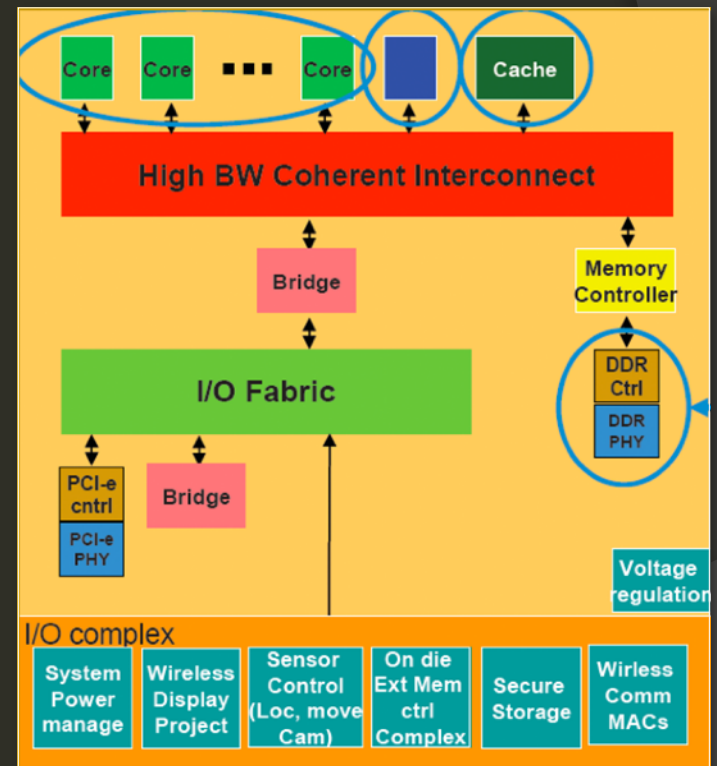 Core
Core
Core
Cache
High BW Coherent Interconnect
Bridge
Memory
Controller
I/O Fabric
DDR
Ctrl
DDR
PHY
PCI-e
cntrl
PCI-e
PHY
Bridge
Voltage
regulation
I/O complex
System
Power
manage
Wireless
Display
Project
Sensor
Control
(Loc, move
Cam)
On die
Ext Mem
ctrl
Complex
Secure
Storage
Wirless
Comm
MACs